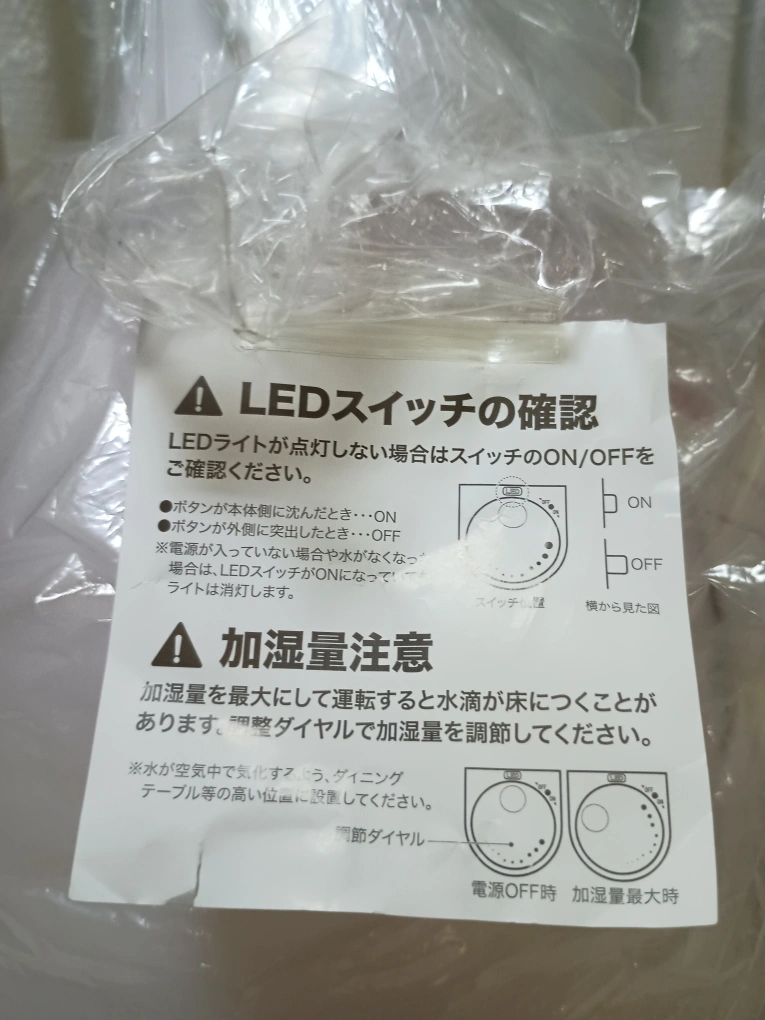 LEDスイッチの確認
LEDライトが点灯しない場合はスイッチのON/OFFを
ご確認ください。
●ボタンが本体側に沈んだとき･･･ON
●ボタンが外側に突出したとき･･･OFF
※電源が入っていない場合や水がなくなっ
場合は、LEDスイッチがONになってい
ライトは消灯します。
LED
スイッチ位置
ON
OFF
横から見た図
加湿量注意
加湿量を最大にして運転すると水滴が床につくことが
あります。調整ダイヤルで加湿量を調節してください。
※水が空気中で気化するよう、ダイニング
テーブル等の高い位置に設置してください。
調節ダイヤル
LED
電源OFF時
LED
加湿量最大時